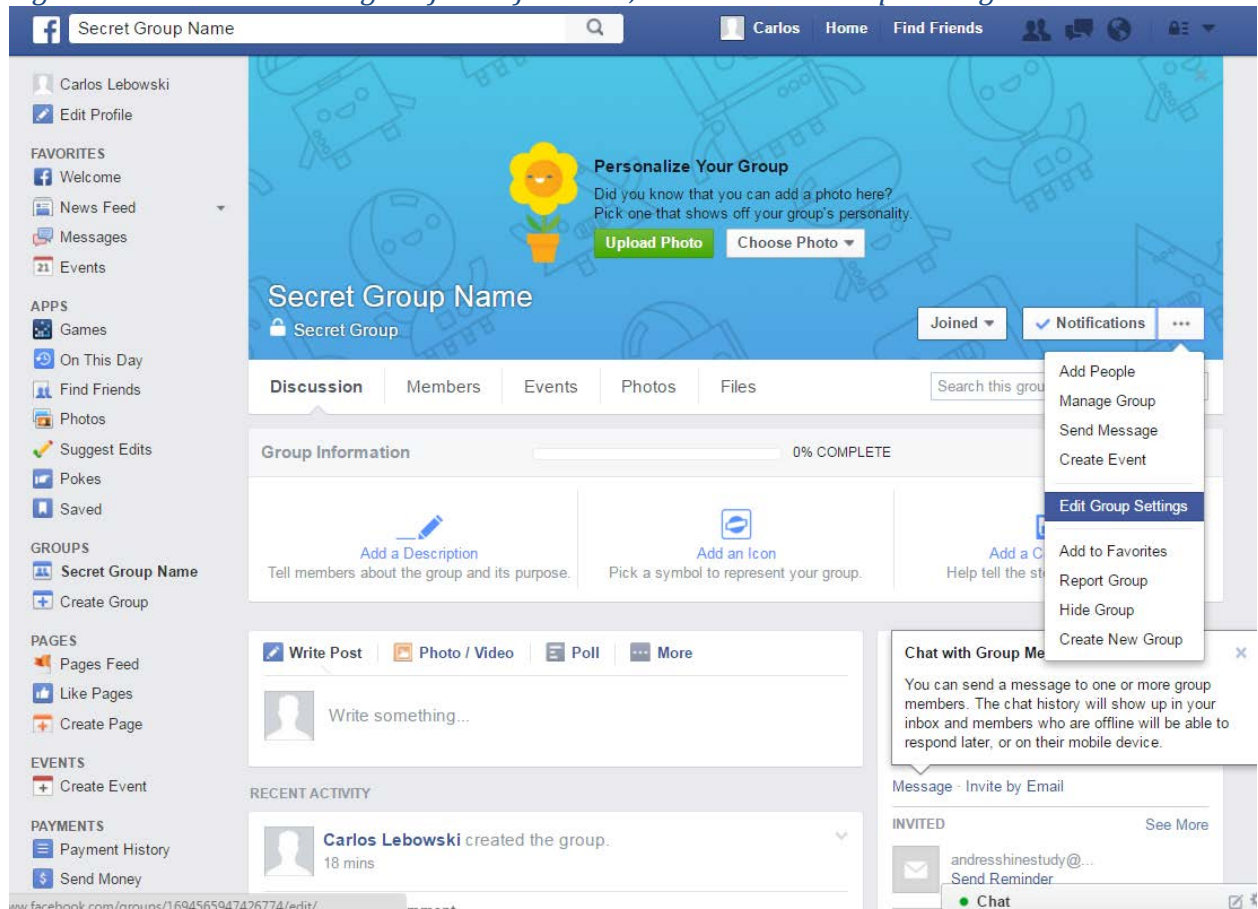 Secret Group Name
Carlos Home Find Friends
Carlos Lebowski
Edit Profile
FAVORITES
Welcome
News Feed
Messages
21 Events
APPS
Games
On This Day
Find Friends
Photos
Suggest Edits
Pokes
Saved
GROUPS
Secret Group Name
Create Group
PAGES
Pages Feed
Like Pages
Create Page
EVENTS
Create Event
PAYMENTS
Payment History
Send Money
Personalize Your Group
Did you know that you can add a photo here?
Pick one that shows off your group's personality.
Upload Photo Choose Photo
Secret Group Name
Secret Group
Joined Notifications
Add People
Manage Group
Send Message
Create Event
Edit Group Settings
Add to Favorites
Report Group
Hide Group
Create New Group
Discussion Members Events Photos Files
Search this grou
Group Information 0% COMPLETE
Add a Description
Tell members about the group and its purpose.
Add an Icon
Pick a symbol to represent your group.
Add a C
Help tell the st
Write Post Photo / Video Poll More
Write something...
RECENT ACTIVITY
Carlos Lebowski created the group.
18 mins
Chat with Group Me
You can send a message to one or more group
members. The chat history will show up in your
inbox and members who are offline will be able to
respond later, or on their mobile device.
Message · Invite by Email
INVITED See More
andresshinestudy@...
Send Reminder
Chat
ww.facebook.com/groups/1694565947426774/edit/